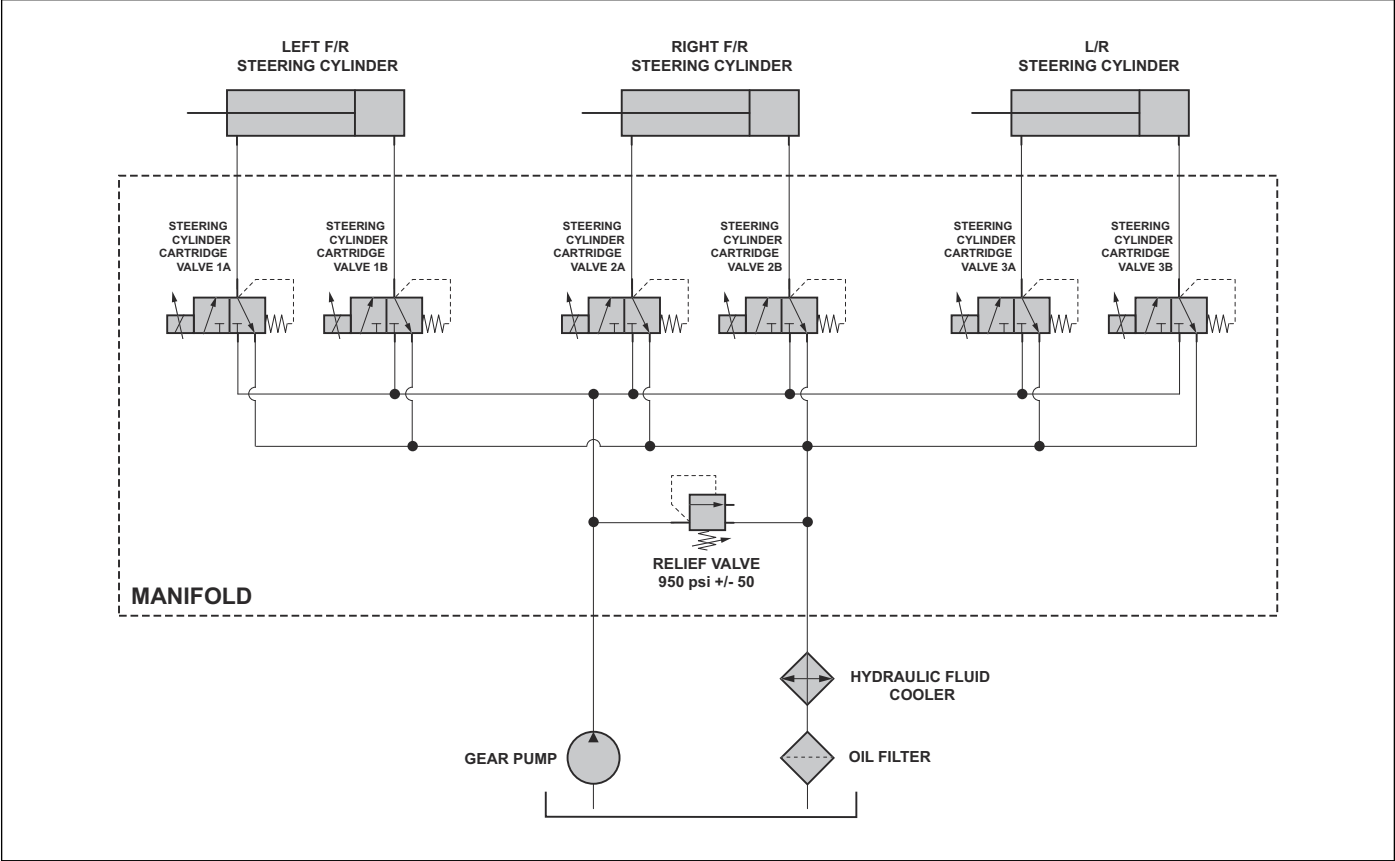 LEFT F/R
STEERING CYLINDER
RIGHT F/R
STEERING CYLINDER
L/R
STEERING CYLINDER
STEERING
CYLINDER
CARTRIDGE
VALVE 1A
STEERING
CYLINDER
CARTRIDGE
VALVE 1B
STEERING
CYLINDER
CARTRIDGE
VALVE 2A
STEERING
CYLINDER
CARTRIDGE
VALVE 2B
STEERING
CYLINDER
CARTRIDGE
VALVE 3A
STEERING
CYLINDER
CARTRIDGE
VALVE 3B
RELIEF VALVE
950 psi +/- 50
MANIFOLD
HYDRAULIC FLUID
COOLER
GEAR PUMP
OIL FILTER